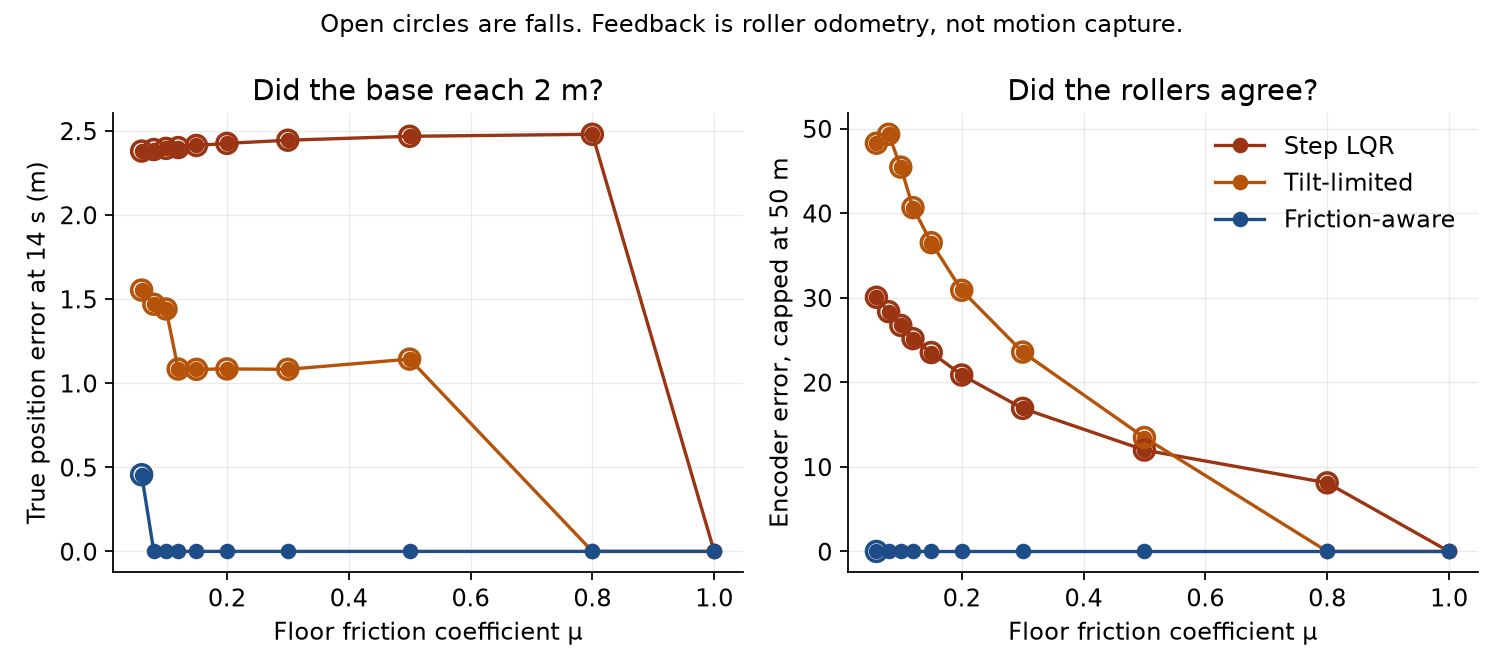 Open circles are falls. Feedback is roller odometry, not motion capture.
Did the base reach 2 m?
True position error at 14 s (m)
2.5
2.0
1.5
1.0
0.5
0.0
0.2
0.4
0.6
0.8
1.0
Floor friction coefficient μ
Did the rollers agree?
Encoder error, capped at 50 m
50
40
30
20
10
0
Step LQR
Tilt-limited
Friction-aware
0.2
0.4
0.6
0.8
1.0
Floor friction coefficient μ